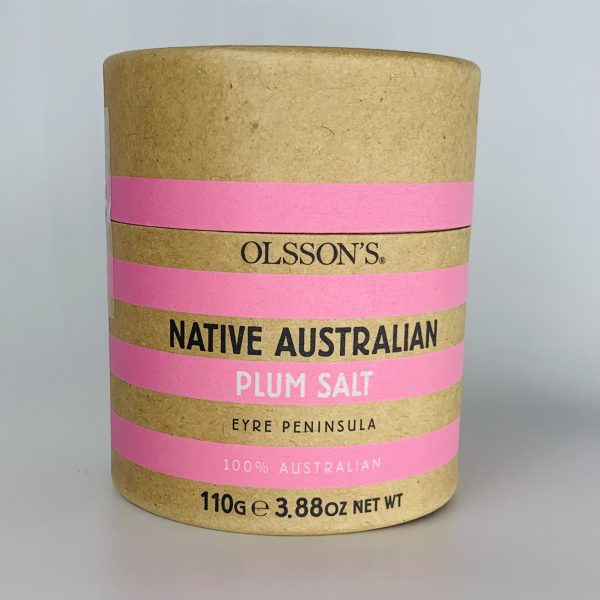 OLSSON'S®
NATIVE AUSTRALIAN
PLUM SALT
EYRE PENINSULA
100% AUSTRALIAN
110G ℮ 3.88OZ NET WT